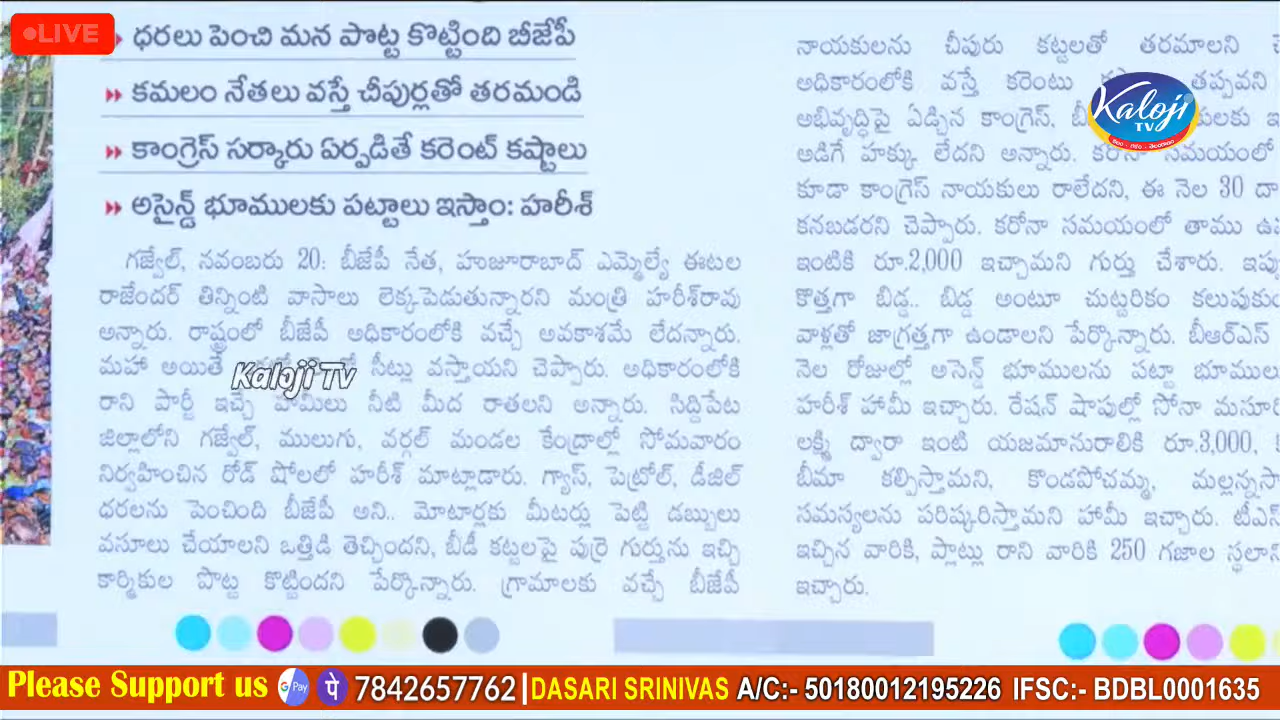 LIVE
ధరలు పెంచి మన పొట్ట కొట్టింది బీజేపీ
కమలం నేతలు వస్తే చీపుర్లతో తరమండి
కాంగ్రెస్ సర్కారు ఏర్పడితే కరెంట్ కష్టాలు
అసైన్డ్ భూములకు పట్టాలు ఇస్తాం: హరీశ్
గజ్వేల్, నవంబరు 20: బీజేపీ నేత, హుజూరాబాద్ ఎమ్మెల్యే ఈటల
రాజేందర్ తిన్నింటి వాసాలు లెక్కపెడుతున్నారని మంత్రి హరీశ్‌రావు
అన్నారు. రాష్ట్రంలో బీజేపీ అధికారంలోకి వచ్చే అవకాశమే లేదన్నారు.
మహా అయితే సీట్లు వస్తాయని చెప్పారు. అధికారంలోకి
రాని పార్టీ ఇచ్చే హామీలు నీటి మీద రాతలని అన్నారు. సిద్దిపేట
జిల్లాలోని గజ్వేల్, ములుగు, వర్గల్ మండల కేంద్రాల్లో సోమవారం
నిర్వహించిన రోడ్ షోలలో హరీశ్ మాట్లాడారు. గ్యాస్, పెట్రోల్, డీజిల్
ధరలను పెంచింది బీజేపీ అని.. మోటార్లకు మీటర్లు పెట్టి డబ్బులు
వసూలు చేయాలని ఒత్తిడి తెచ్చిందని, బీడీ కట్టలపై పుర్రె గుర్తును ఇచ్చి
కార్మికుల పొట్ట కొట్టిందని పేర్కొన్నారు. గ్రామాలకు వచ్చే బీజేపీ
నాయకులను చీపురు కట్టలతో తరమాలని
అధికారంలోకి వస్తే కరెంటు తప్పవని
అభివృద్ధిపై ఏడ్చిన కాంగ్రెస్,
అడిగే హక్కు లేదని అన్నారు. కరోనా సమయంలో
కూడా కాంగ్రెస్ నాయకులు రాలేదని, ఈ నెల 30 దా
కనబడరని చెప్పారు. కరోనా సమయంలో తాము
ఇంటికి రూ.2,000 ఇచ్చామని గుర్తు చేశారు.
కొత్తగా బిడ్డ.. బిడ్డ అంటూ చుట్టరికం కలుపుకు
వాళ్లతో జాగ్రత్తగా ఉండాలని పేర్కొన్నారు. బీఆర్ఎస్
నెల రోజుల్లో అసెన్డ్ భూములను పట్టా భూములు
హరీశ్ హామీ ఇచ్చారు. రేషన్ షాపుల్లో సోనా మసూ
లక్ష్మి ద్వారా ఇంటి యజమానురాలికి రూ.3,000,
బీమా కల్పిస్తామని, కొండపోచమ్మ, మల్లన్నసా
సమస్యలను పరిష్కరిస్తామని హామీ ఇచ్చారు. టీఎస్
ఇచ్చిన వారికి, ప్లాట్లు రాని వారికి 250 గజాల స్థలా
ఇచ్చారు.
Kaloji
TV
Kaloji Tv
Please Support us G Pay పే 7842657762 | DASARI SRINIVAS A/C:- 50180012195226 IFSC:- BDBL0001635